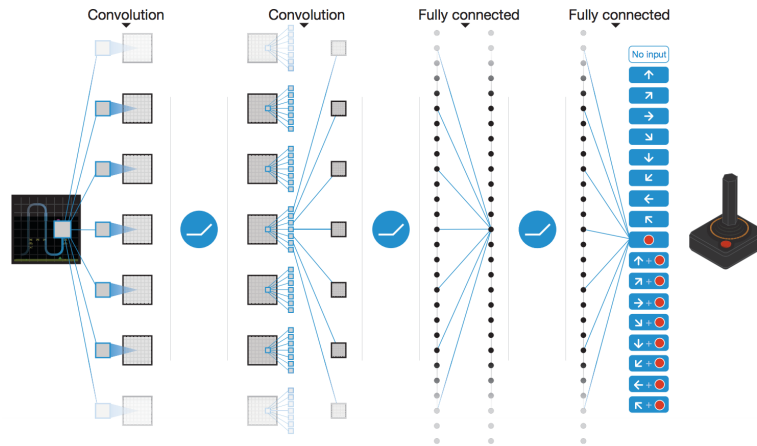 Convolution
Convolution
Fully connected
Fully connected
No input
+
+
+
+
+
+
+
+